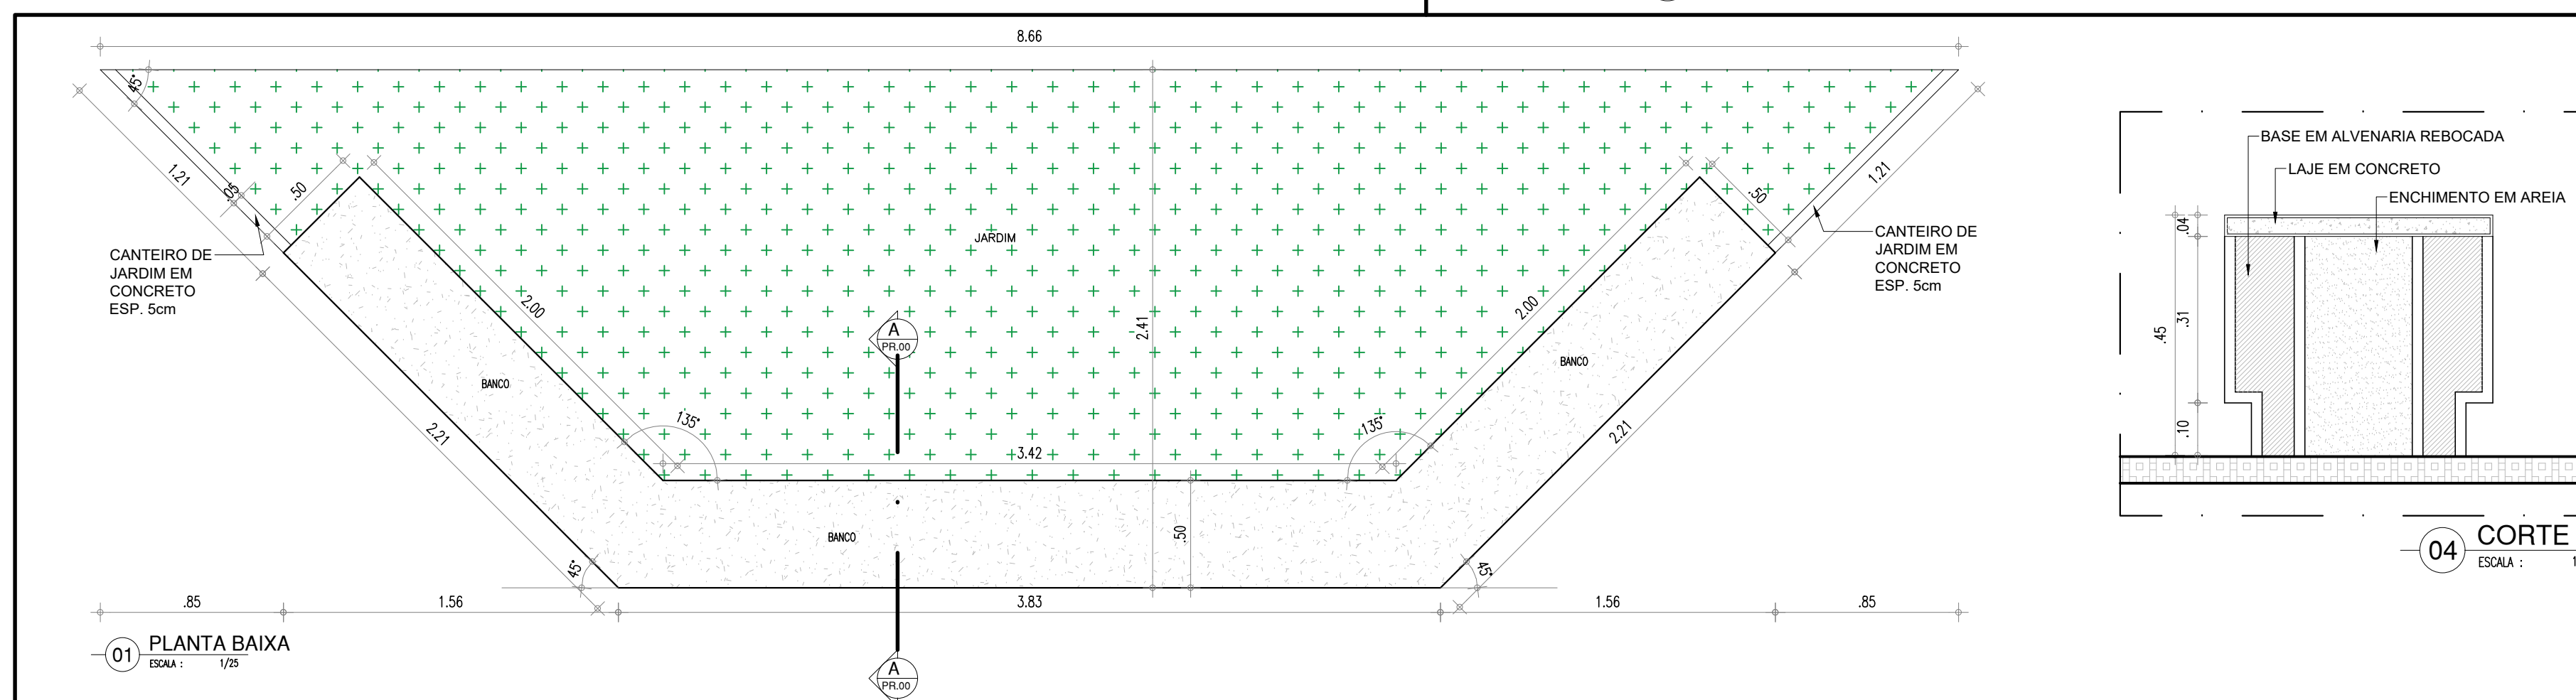 8.66
45°
1.21
.05
.50
CANTEIRO DE
JARDIM EM
CONCRETO
ESP. 5cm
2.00
BANCO
2.21
135°
45°
JARDIM
2.41
A
PR.00
3.42
BANCO
.50
135°
2.00
BANCO
.50
1.21
CANTEIRO DE
JARDIM EM
CONCRETO
ESP. 5cm
2.21
45°
.85
1.56
3.83
1.56
.85
01 PLANTA BAIXA
ESCALA : 1/25
A
PR.00
BASE EM ALVENARIA REBOCADA
LAJE EM CONCRETO
ENCHIMENTO EM AREIA
.04
.31
.45
.10
04 CORTE
ESCALA :